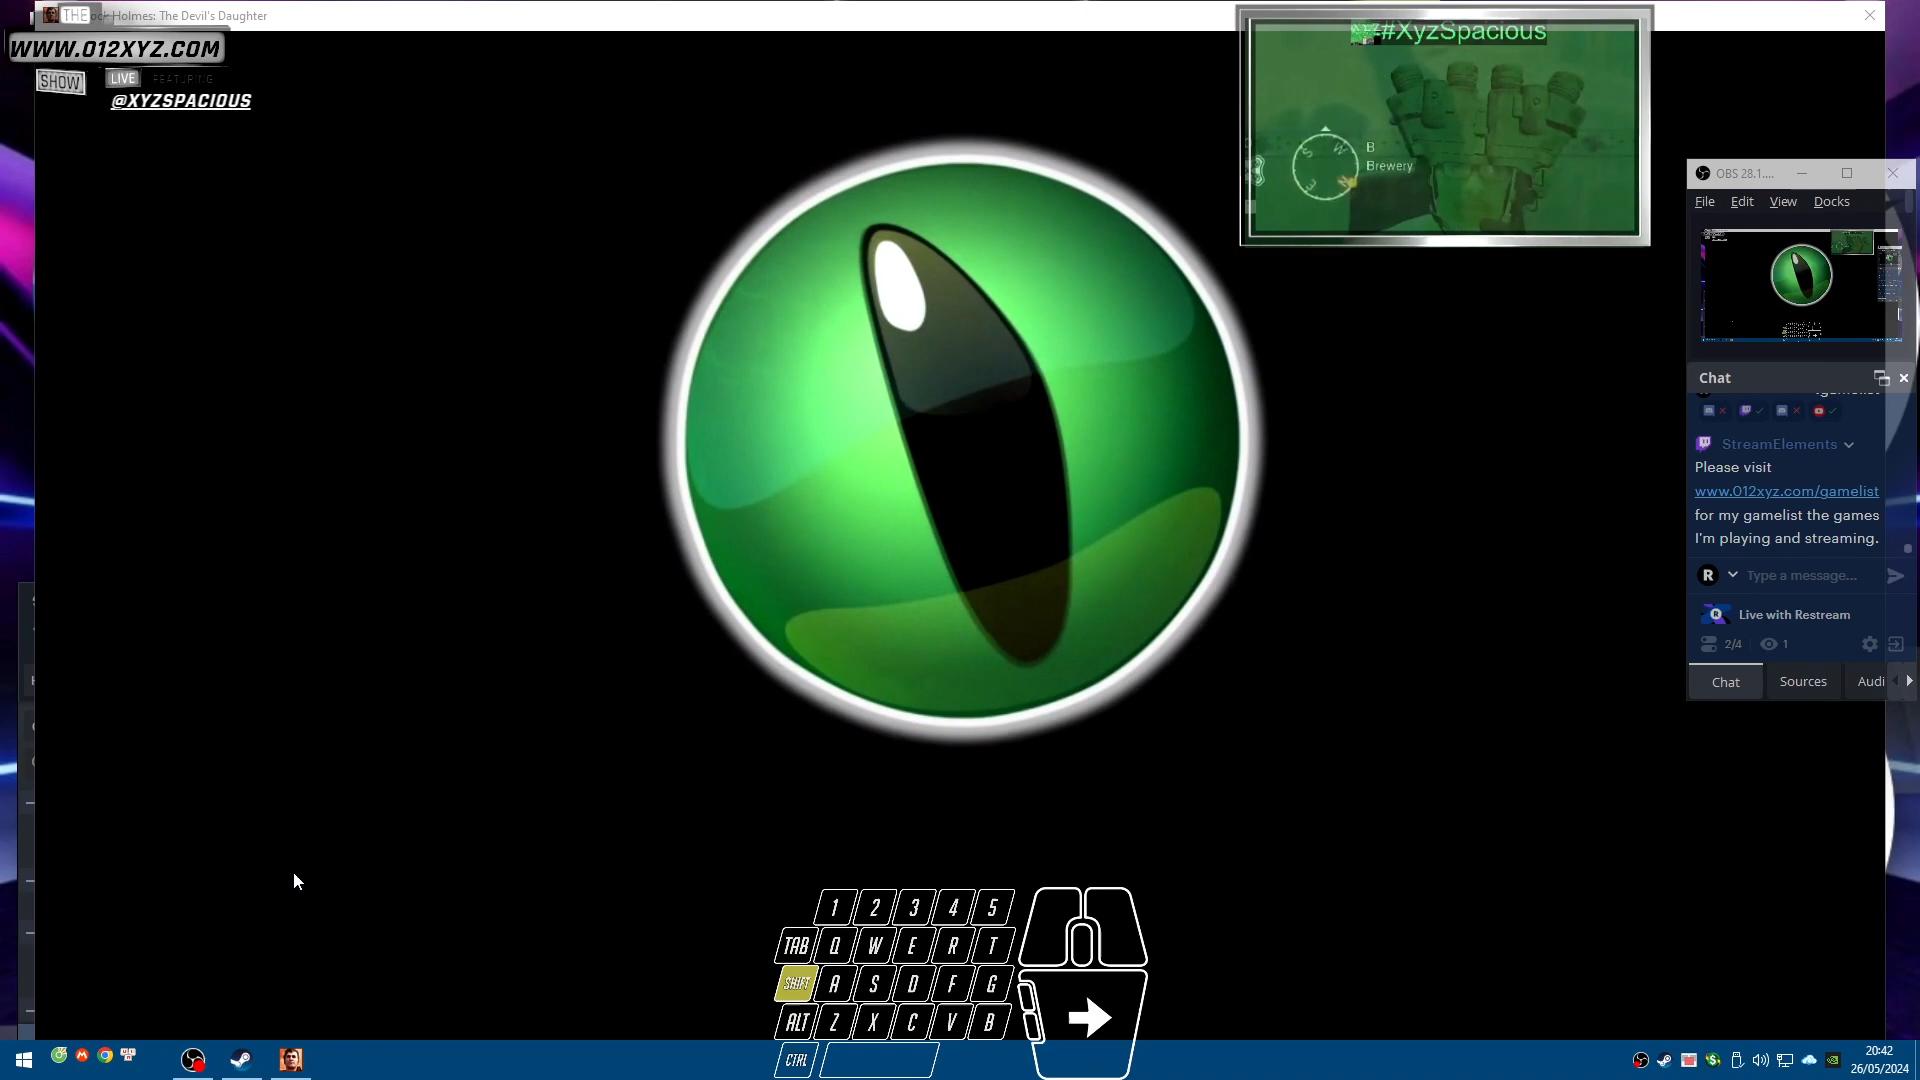 THE ock Holmes: The Devil's Daughter
WWW.012XYZ.COM
SHOW LIVE FEATURING
@XYZSPACIOUS
#XyzSpacious
S W
E
B
Brewery
OBS 28.1....
File Edit View Docks
Chat
StreamElements
Please visit
www.012xyz.com/gamelist
for my gamelist the games
I'm playing and streaming.
R Type a message...
Live with Restream
2/4 1
Chat Sources Audi
1 2 3 4 5
TAB Q W E R T
SHIFT A S D F G
ALT Z X C V B
CTRL
20:42
26/05/2024